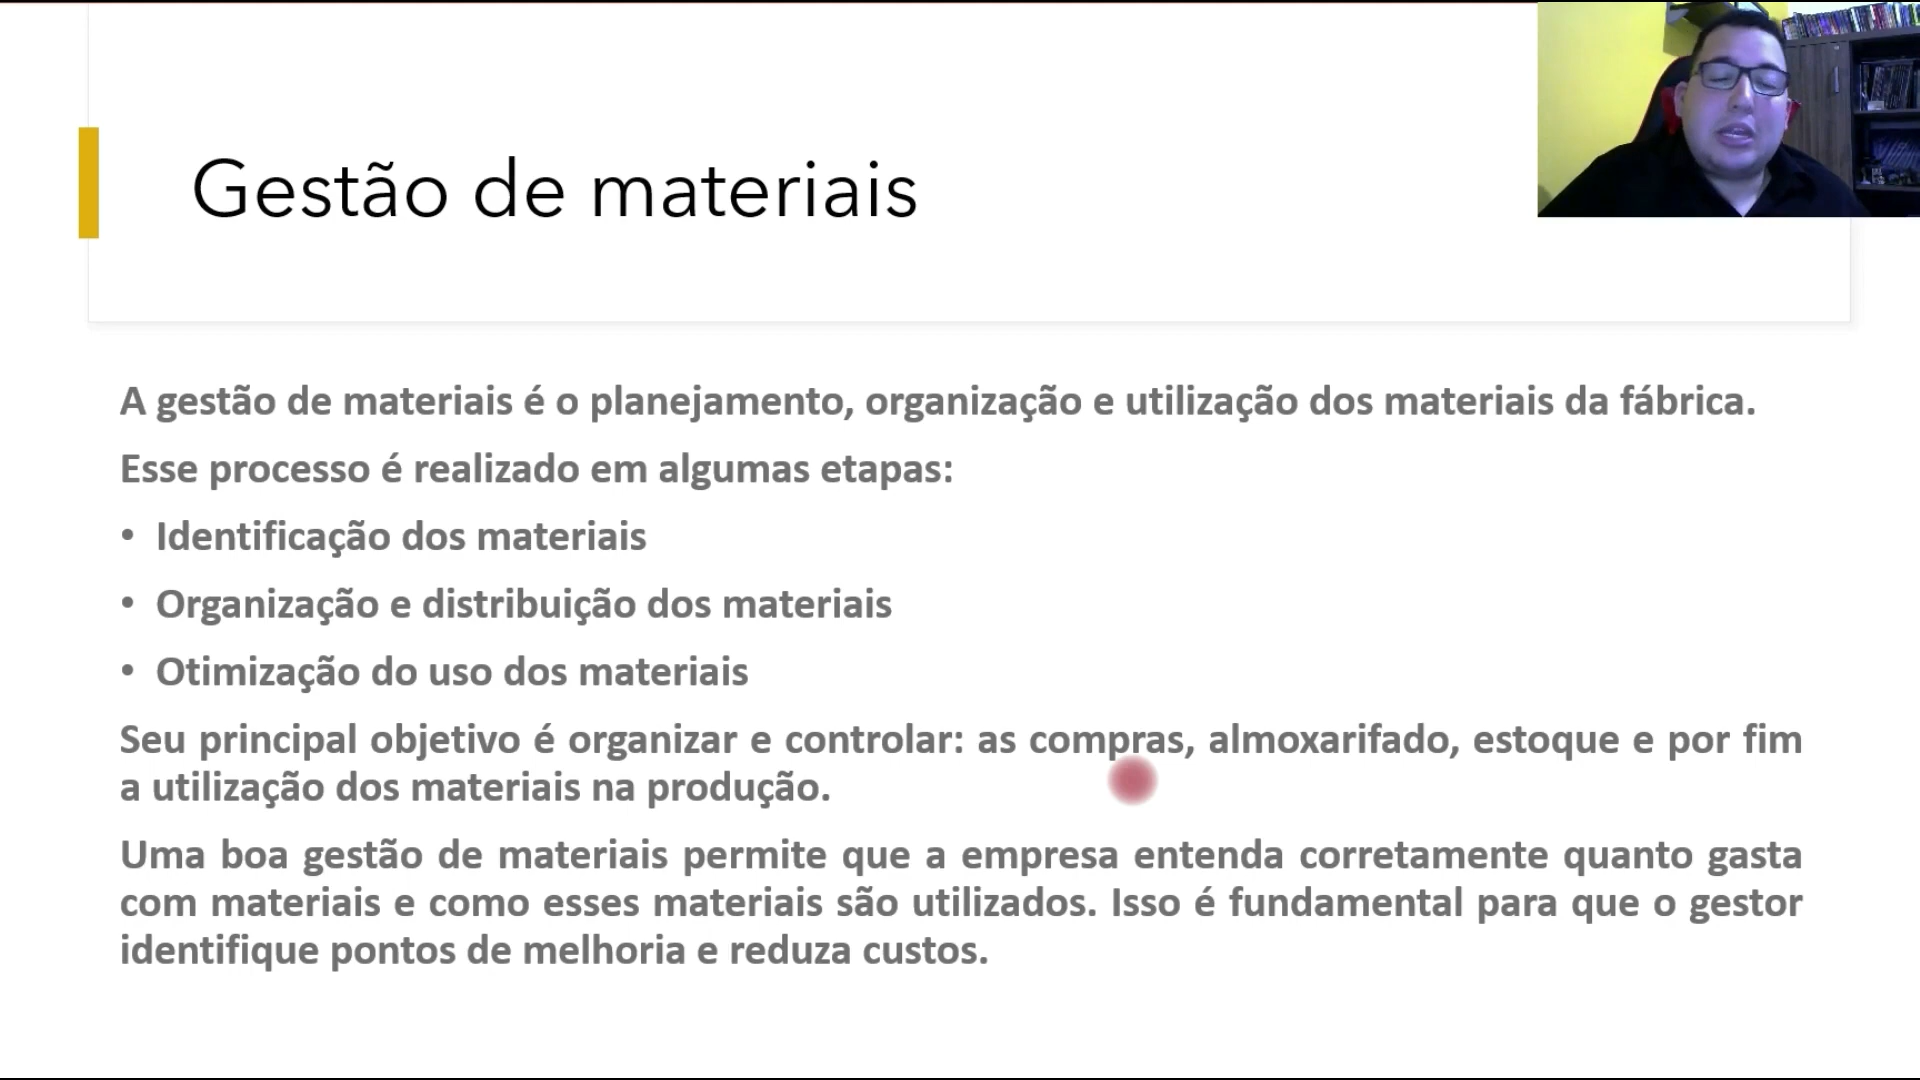 Gestão de materiais
A gestão de materiais é o planejamento, organização e utilização dos materiais da fábrica.
Esse processo é realizado em algumas etapas:
• Identificação dos materiais
• Organização e distribuição dos materiais
• Otimização do uso dos materiais
Seu principal objetivo é organizar e controlar: as compras, almoxarifado, estoque e por fim
a utilização dos materiais na produção.
Uma boa gestão de materiais permite que a empresa entenda corretamente quanto gasta
com materiais e como esses materiais são utilizados. Isso é fundamental para que o gestor
identifique pontos de melhoria e reduza custos.